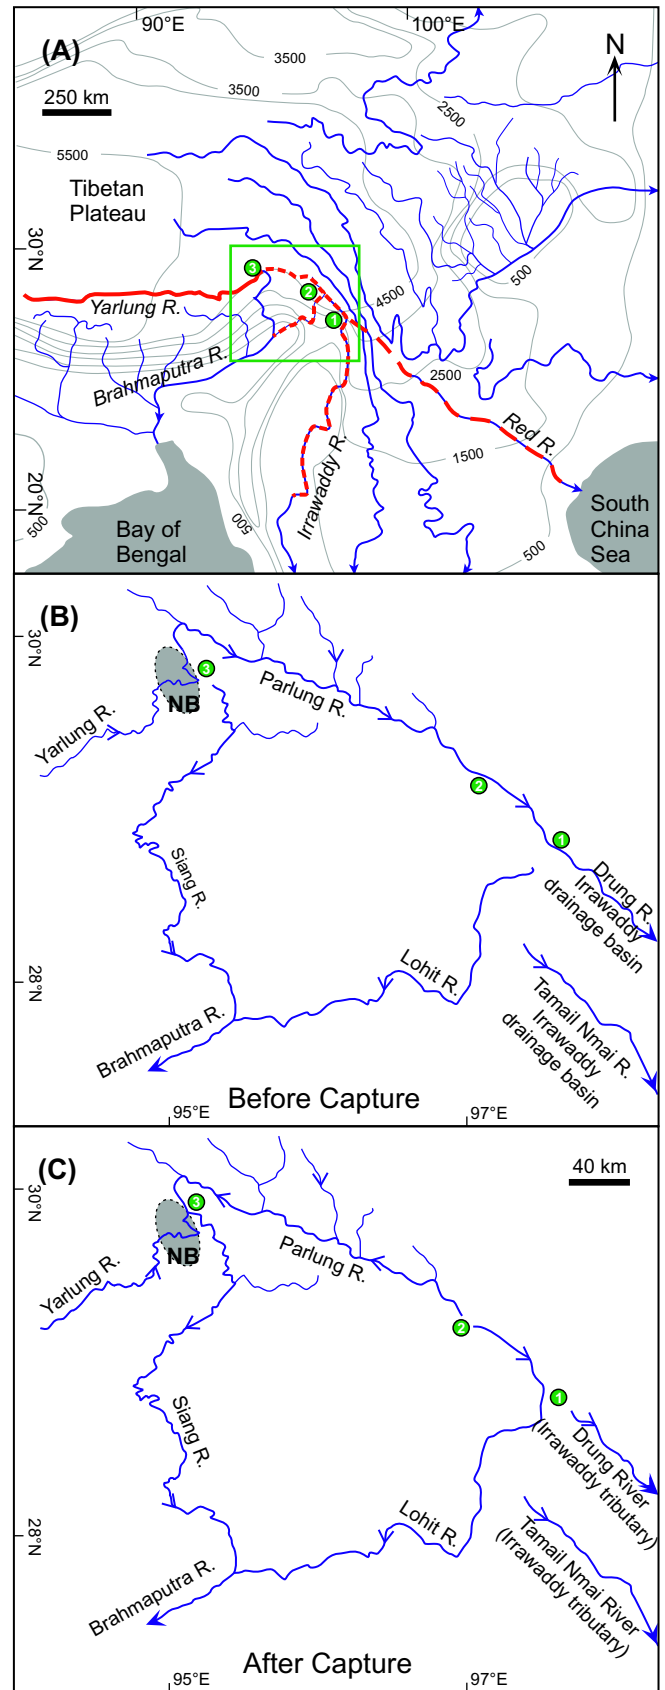 90°E
100°E
(A)
N
3500
3500
2500
250 km
5500
Tibetan
Plateau
30°N
3
2
1
500
4500
Yarlung R.
Brahmaputra R.
2500
Red R.
1500
Irrawaddy R.
20°N
500
500
500
Bay of
Bengal
South
China
Sea
(B)
30°N
3
NB
Parlung R.
Yarlung R.
2
1
Siang R.
Drung R.
Irrawaddy
drainage basin
Lohit R.
28°N
Tamail Nmai R.
Irrawaddy
drainage basin
Brahmaputra R.
Before Capture
95°E
97°E
(C)
40 km
30°N
3
NB
Parlung R.
Yarlung R.
2
1
Siang R.
Drung River
(Irrawaddy tributary)
Lohit R.
28°N
Tamail Nmai River
(Irrawaddy tributary)
Brahmaputra R.
After Capture
95°E
97°E